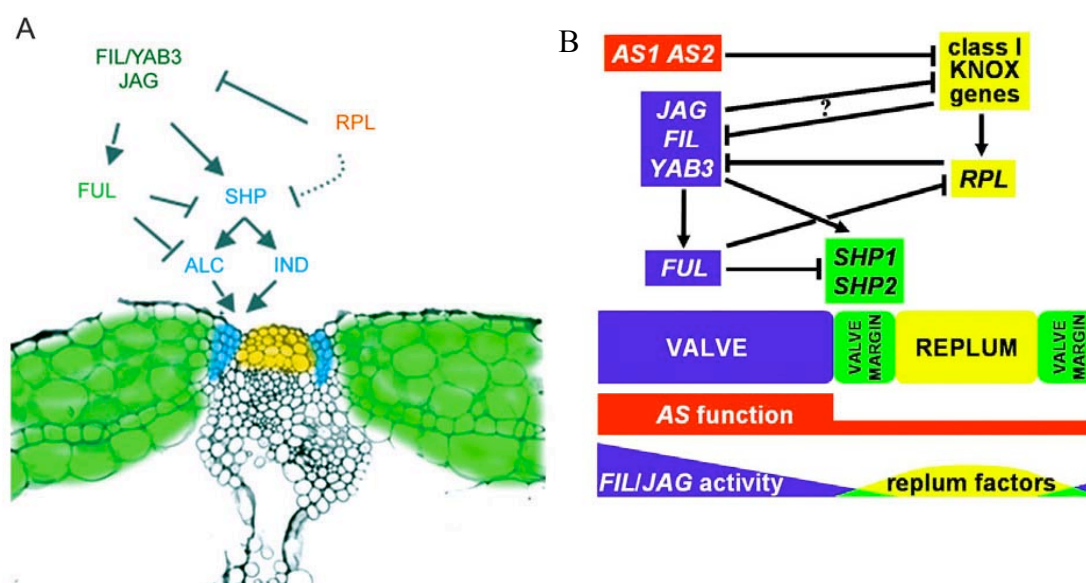 A
FIL/YAB3
JAG
RPL
FUL
SHP
ALC
IND
B
AS1 AS2
class I
KNOX
genes
JAG
FIL
YAB3
?
RPL
FUL
SHP1
SHP2
VALVE
VALVE
MARGIN
REPLUM
VALVE
MARGIN
AS function
FIL/JAG activity
replum factors